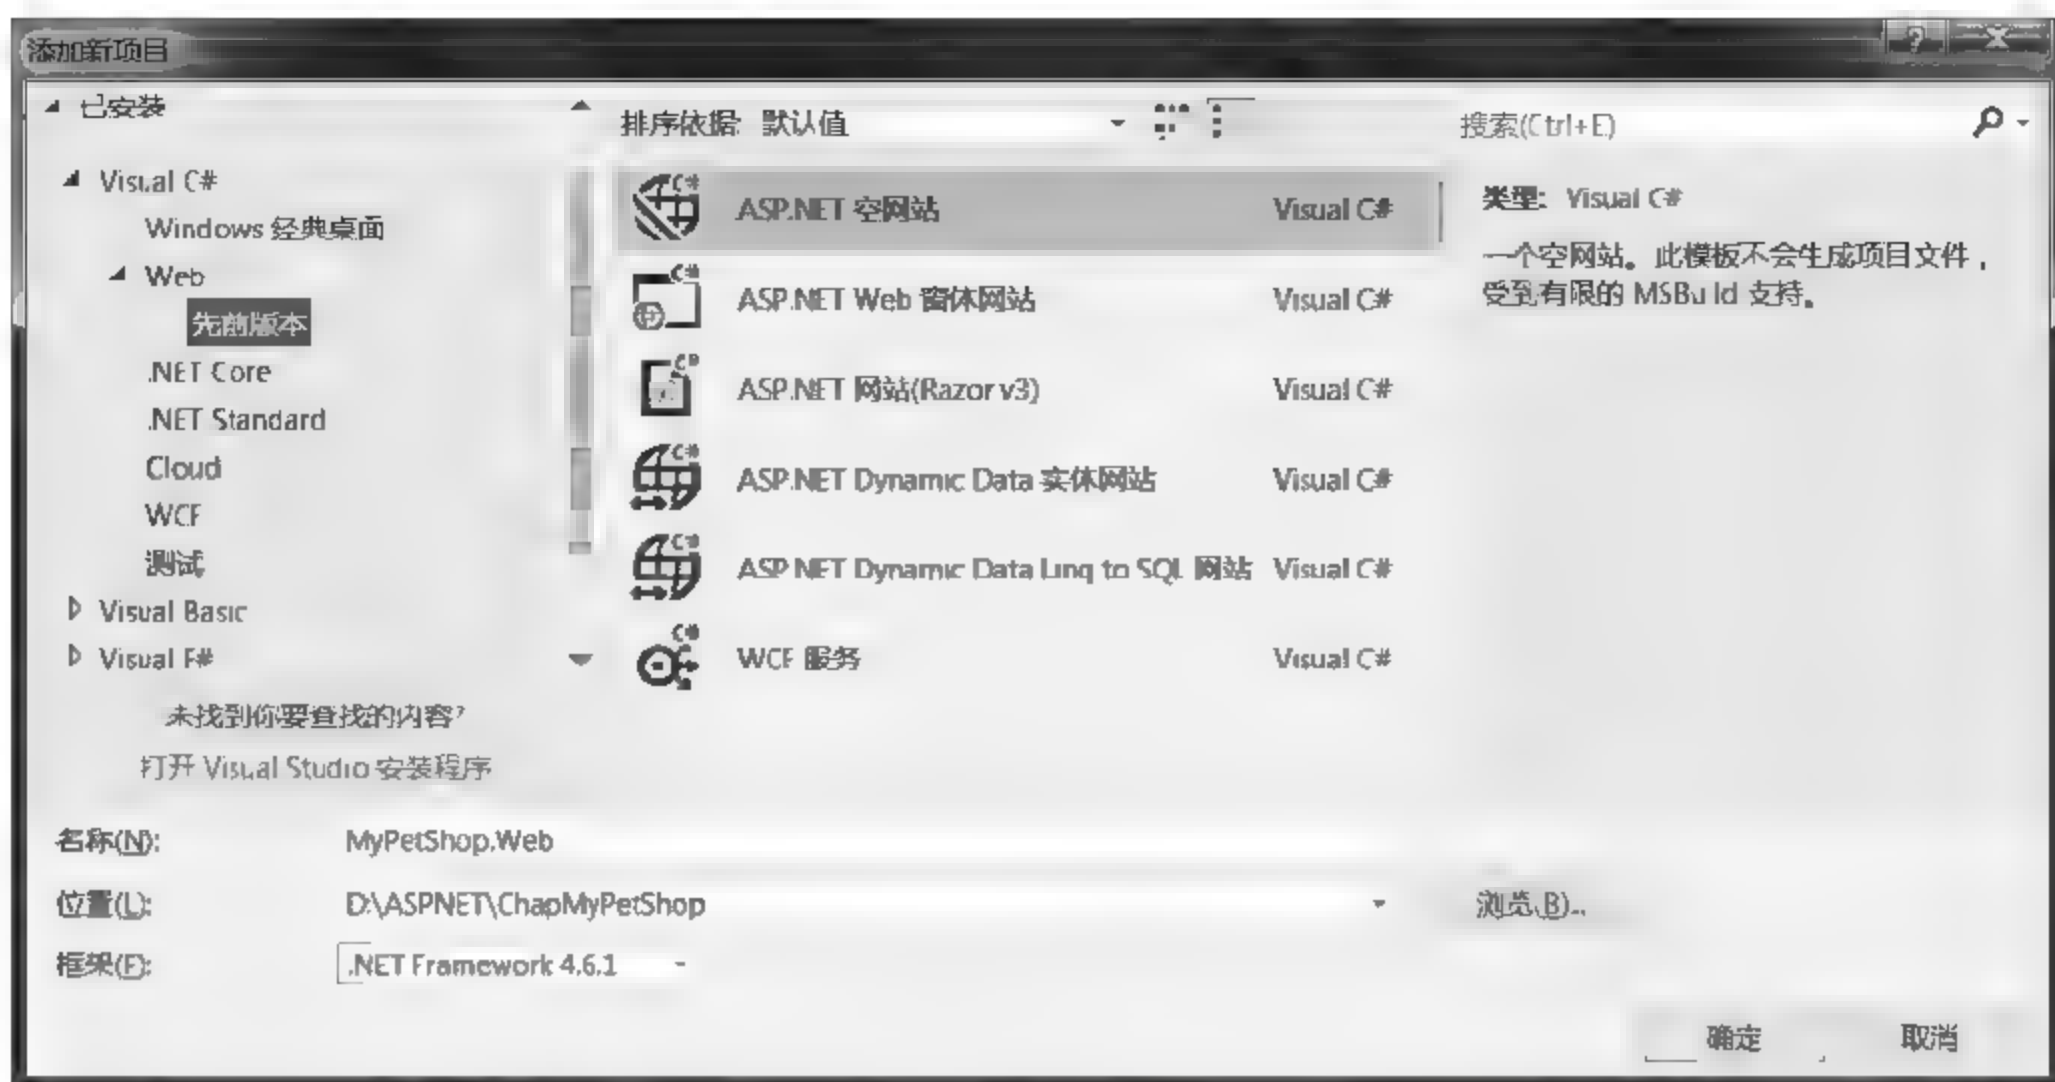 添加新项目
已安装
Visual C#
Windows 经典桌面
Web
先前版本
.NET Core
.NET Standard
Cloud
WCF
测试
Visual Basic
Visual F#
未找到你要查找的内容?
打开 Visual Studio 安装程序
排序依据: 默认值
ASP.NET 空网站 Visual C#
ASP.NET Web 窗体网站 Visual C#
ASP.NET 网站(Razor v3) Visual C#
ASP.NET Dynamic Data 实体网站 Visual C#
ASP.NET Dynamic Data Linq to SQL 网站 Visual C#
WCF 服务 Visual C#
搜索(Ctrl+E)
类型: Visual C#
一个空网站。此模板不会生成项目文件,
受到有限的 MSBuild 支持。
名称(N): MyPetShop.Web
位置(L): D:\ASPNET\ChapMyPetShop 浏览(B)...
框架(F): .NET Framework 4.6.1
确定 取消